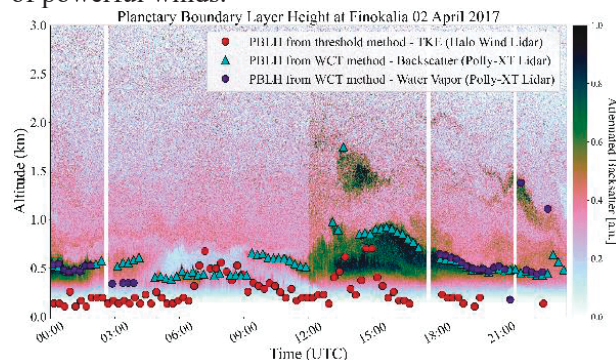 of powerful winds.
Planetary Boundary Layer Height at Finokalia 02 April 2017
PBLH from threshold method - TKE (Halo Wind Lidar)
PBLH from WCT method - Backscatter (Polly-XT Lidar)
PBLH from WCT method - Water Vapor (Polly-XT Lidar)
Altitude (km)
3.0
2.5
2.0
1.5
1.0
0.5
0.0
00:00
03:00
06:00
09:00
12:00
15:00
18:00
21:00
Time (UTC)
1.0
0.8
0.6
0.4
0.2
0.0
Attenuated Backscatter [a.u.]